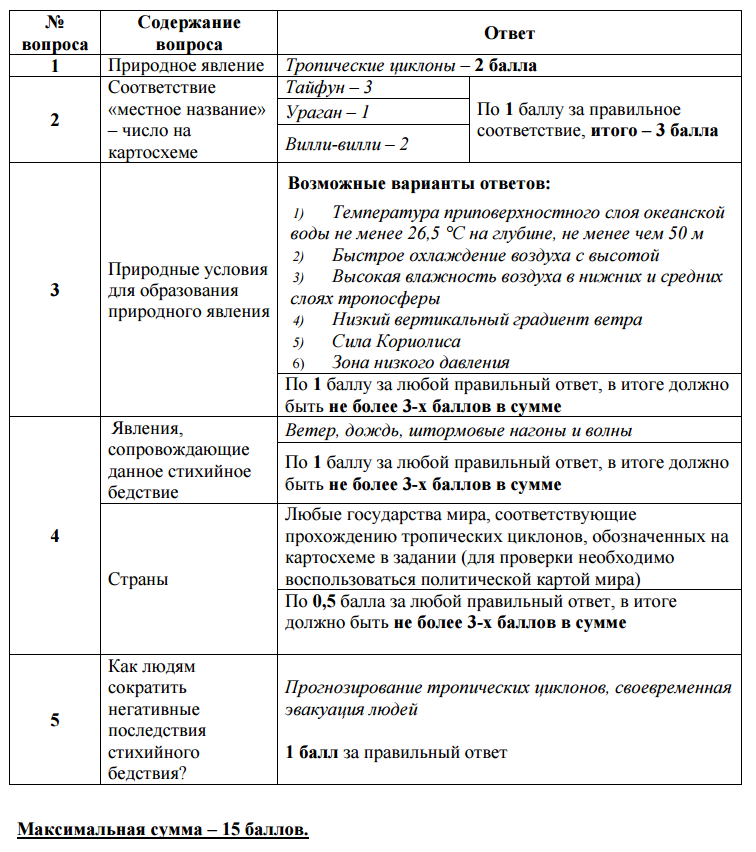 № вопроса
Содержание вопроса
Ответ
1
Природное явление
Тропические циклоны – 2 балла
2
Соответствие
«местное название»
– число на
картосхеме
Тайфун – 3
Ураган – 1
Вилли-вилли – 2
По 1 баллу за правильное
соответствие, итого – 3 балла
3
Природные условия
для образования
природного явления
Возможные варианты ответов:
1) Температура приповерхностного слоя океанской
воды не менее 26,5 °С на глубине, не менее чем 50 м
2) Быстрое охлаждение воздуха с высотой
3) Высокая влажность воздуха в нижних и средних
слоях тропосферы
4) Низкий вертикальный градиент ветра
5) Сила Кориолиса
6) Зона низкого давления
По 1 баллу за любой правильный ответ, в итоге должно
быть не более 3-х баллов в сумме
4
Явления,
сопровождающие
данное стихийное
бедствие
Ветер, дождь, штормовые нагоны и волны
По 1 баллу за любой правильный ответ, в итоге должно
быть не более 3-х баллов в сумме
Страны
Любые государства мира, соответствующие
прохождению тропических циклонов, обозначенных на
картосхеме в задании (для проверки необходимо
воспользоваться политической картой мира)
По 0,5 балла за любой правильный ответ, в итоге
должно быть не более 3-х баллов в сумме
5
Как людям
сократить
негативные
последствия
стихийного
бедствия?
Прогнозирование тропических циклонов, своевременная
эвакуация людей
1 балл за правильный ответ
Максимальная сумма – 15 баллов.